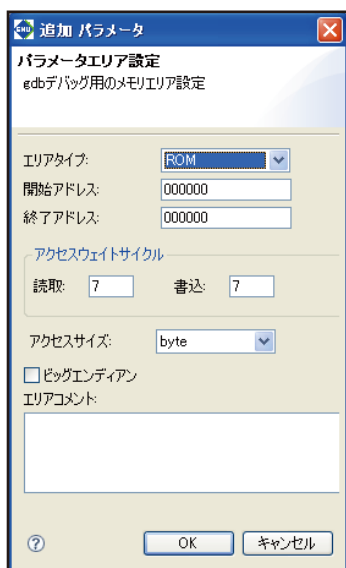 GNU 追加 パラメータ
パラメータエリア設定
gdbデバッグ用のメモリエリア設定
エリアタイプ: ROM
開始アドレス: 000000
終了アドレス: 000000
アクセスウェイトサイクル
読取: 7 書込: 7
アクセスサイズ: byte
ビッグエンディアン
エリアコメント:
? OK キャンセル